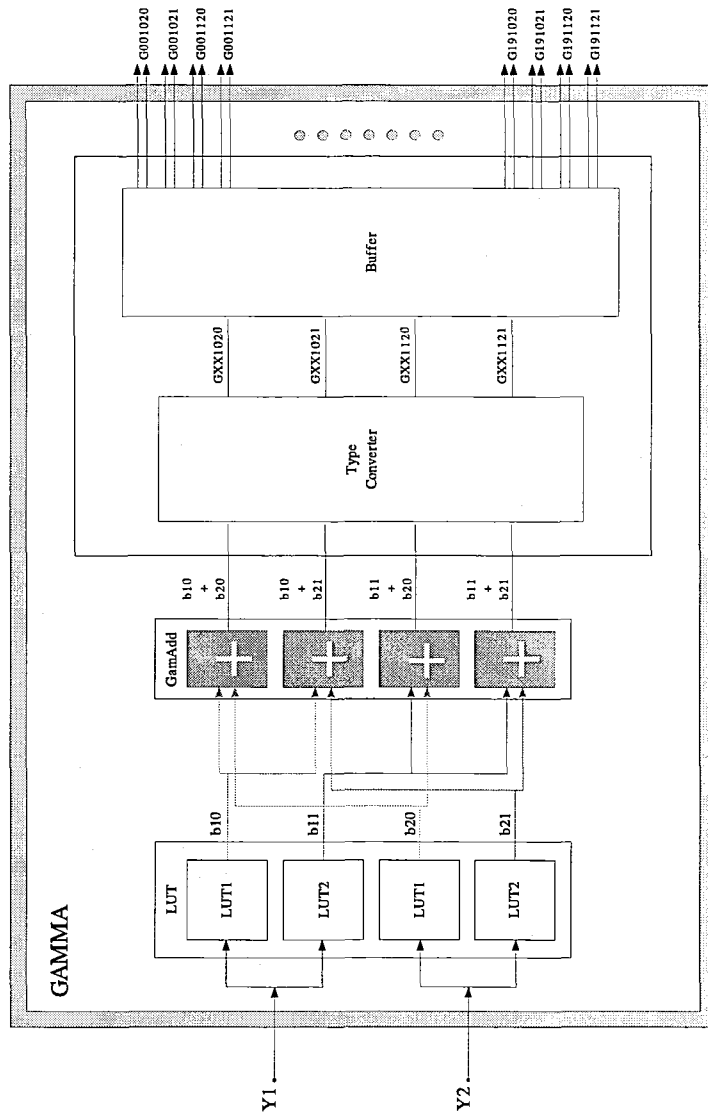 GAMMA
Y1
Y2
LUT
LUT1
LUT2
LUT1
LUT2
b10
b11
b20
b21
GamAdd
b10
+
b20
b10
+
b21
b11
+
b20
b11
+
b21
Type
Converter
GXX1020
GXX1021
GXX1120
GXX1121
Buffer
G001020
G001021
G001120
G001121
G191020
G191021
G191120
G191121